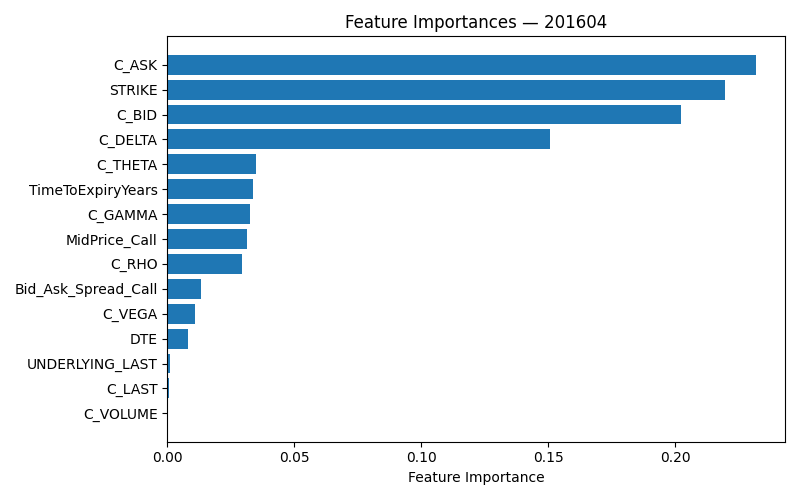 Feature Importances — 201604
C_ASK
STRIKE
C_BID
C_DELTA
C_THETA
TimeToExpiryYears
C_GAMMA
MidPrice_Call
C_RHO
Bid_Ask_Spread_Call
C_VEGA
DTE
UNDERLYING_LAST
C_LAST
C_VOLUME
0.00 0.05 0.10 0.15 0.20
Feature Importance